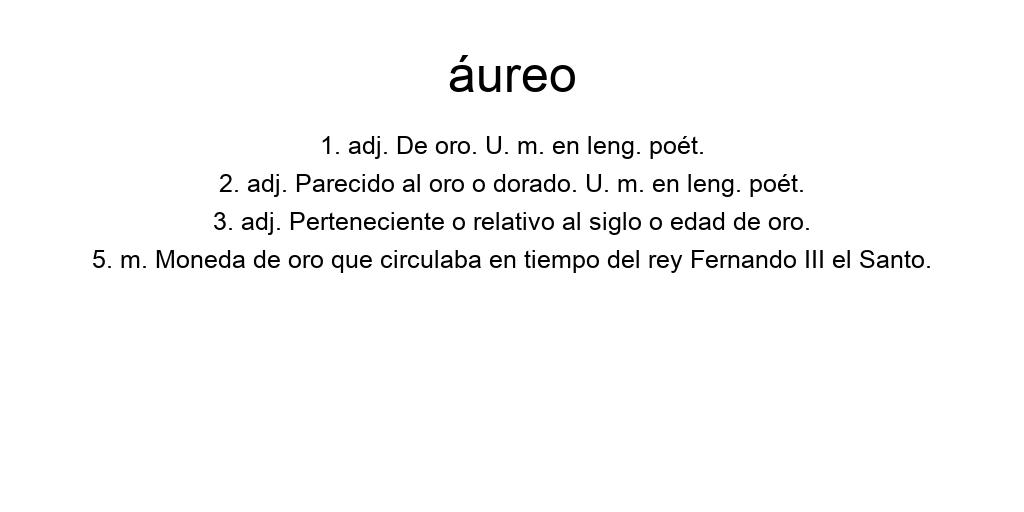 áureo
1. adj. De oro. U. m. en leng. poét.
2. adj. Parecido al oro o dorado. U. m. en leng. poét.
3. adj. Perteneciente o relativo al siglo o edad de oro.
5. m. Moneda de oro que circulaba en tiempo del rey Fernando III el Santo.